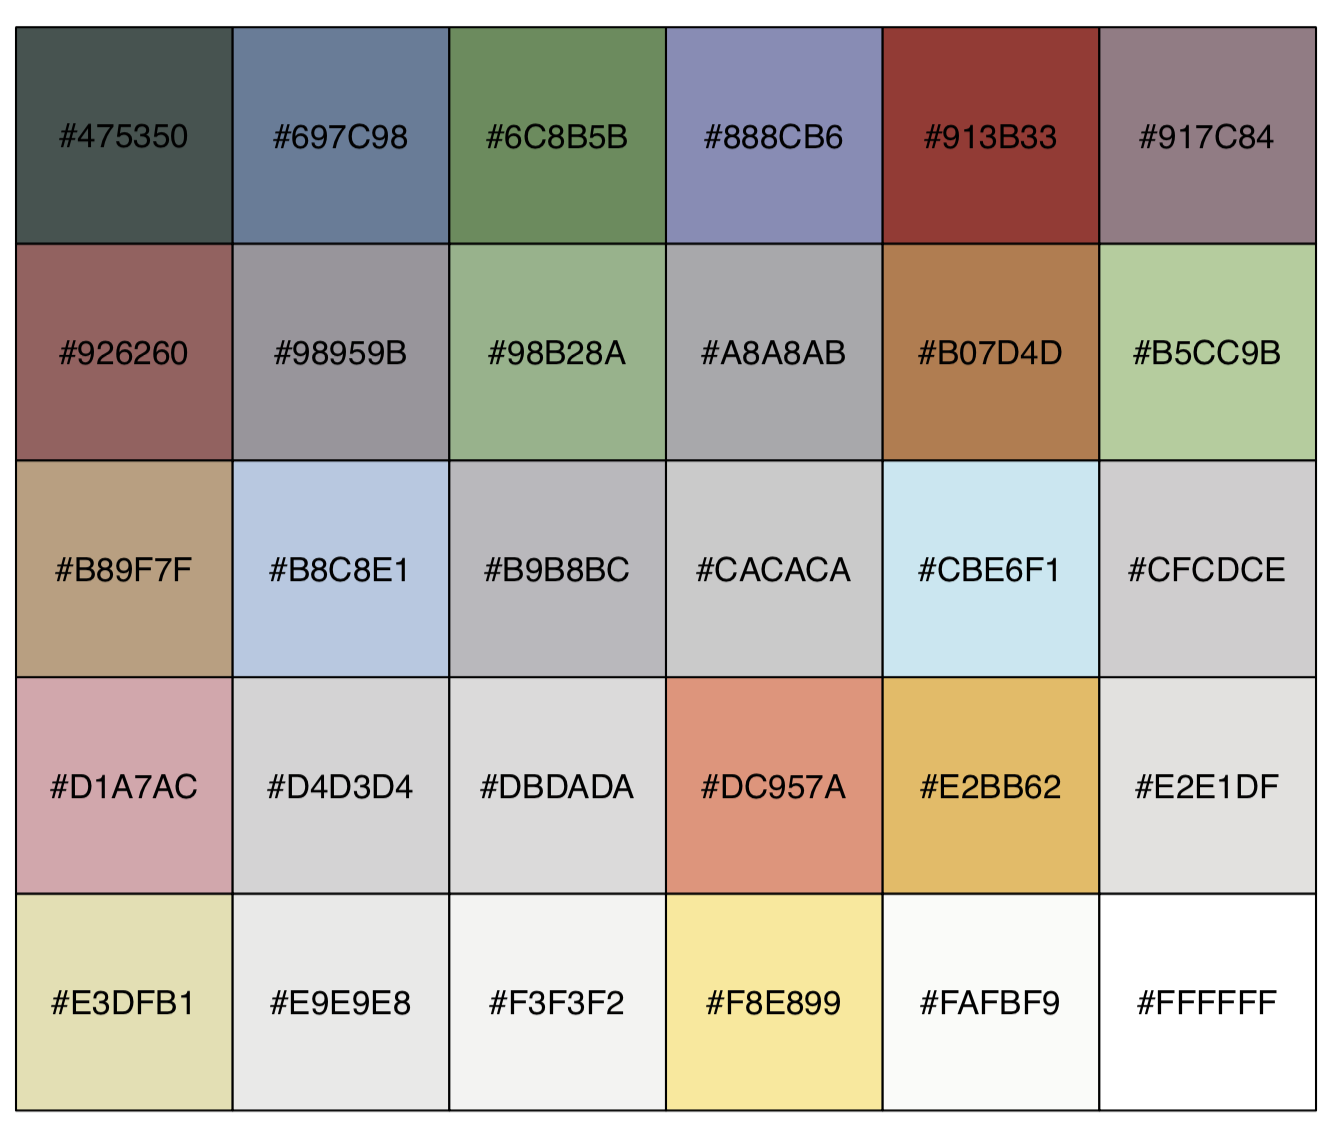 #475350 #697C98 #6C8B5B #888CB6 #913B33 #917C84
#926260 #98959B #98B28A #A8A8AB #B07D4D #B5CC9B
#B89F7F #B8C8E1 #B9B8BC #CACACA #CBE6F1 #CFCDCE
#D1A7AC #D4D3D4 #DBDADA #DC957A #E2BB62 #E2E1DF
#E3DFB1 #E9E9E8 #F3F3F2 #F8E899 #FAFBF9 #FFFFFF